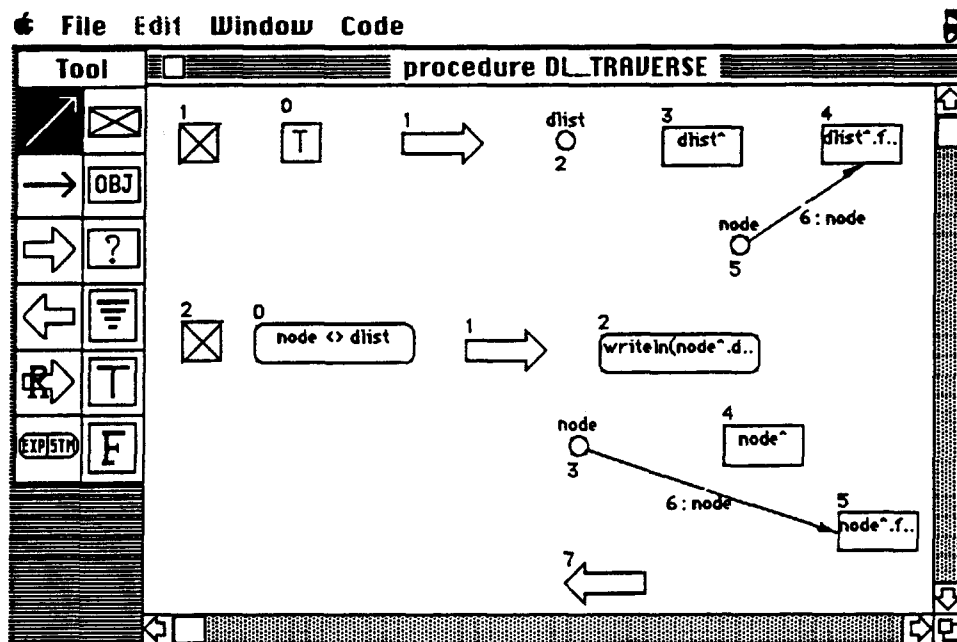 File Edit Window Code
Tool
procedure DL_TRAVERSE
1 0 1 dlist 3 4
T dlist^ dlist^.f..
2
OBJ
6: node
node
5
?
2 0 1 2
node <> dlist writeln(node^.d..
R T
node 4
node^
3
EXP STM F
6: node 5
node^.f..
7